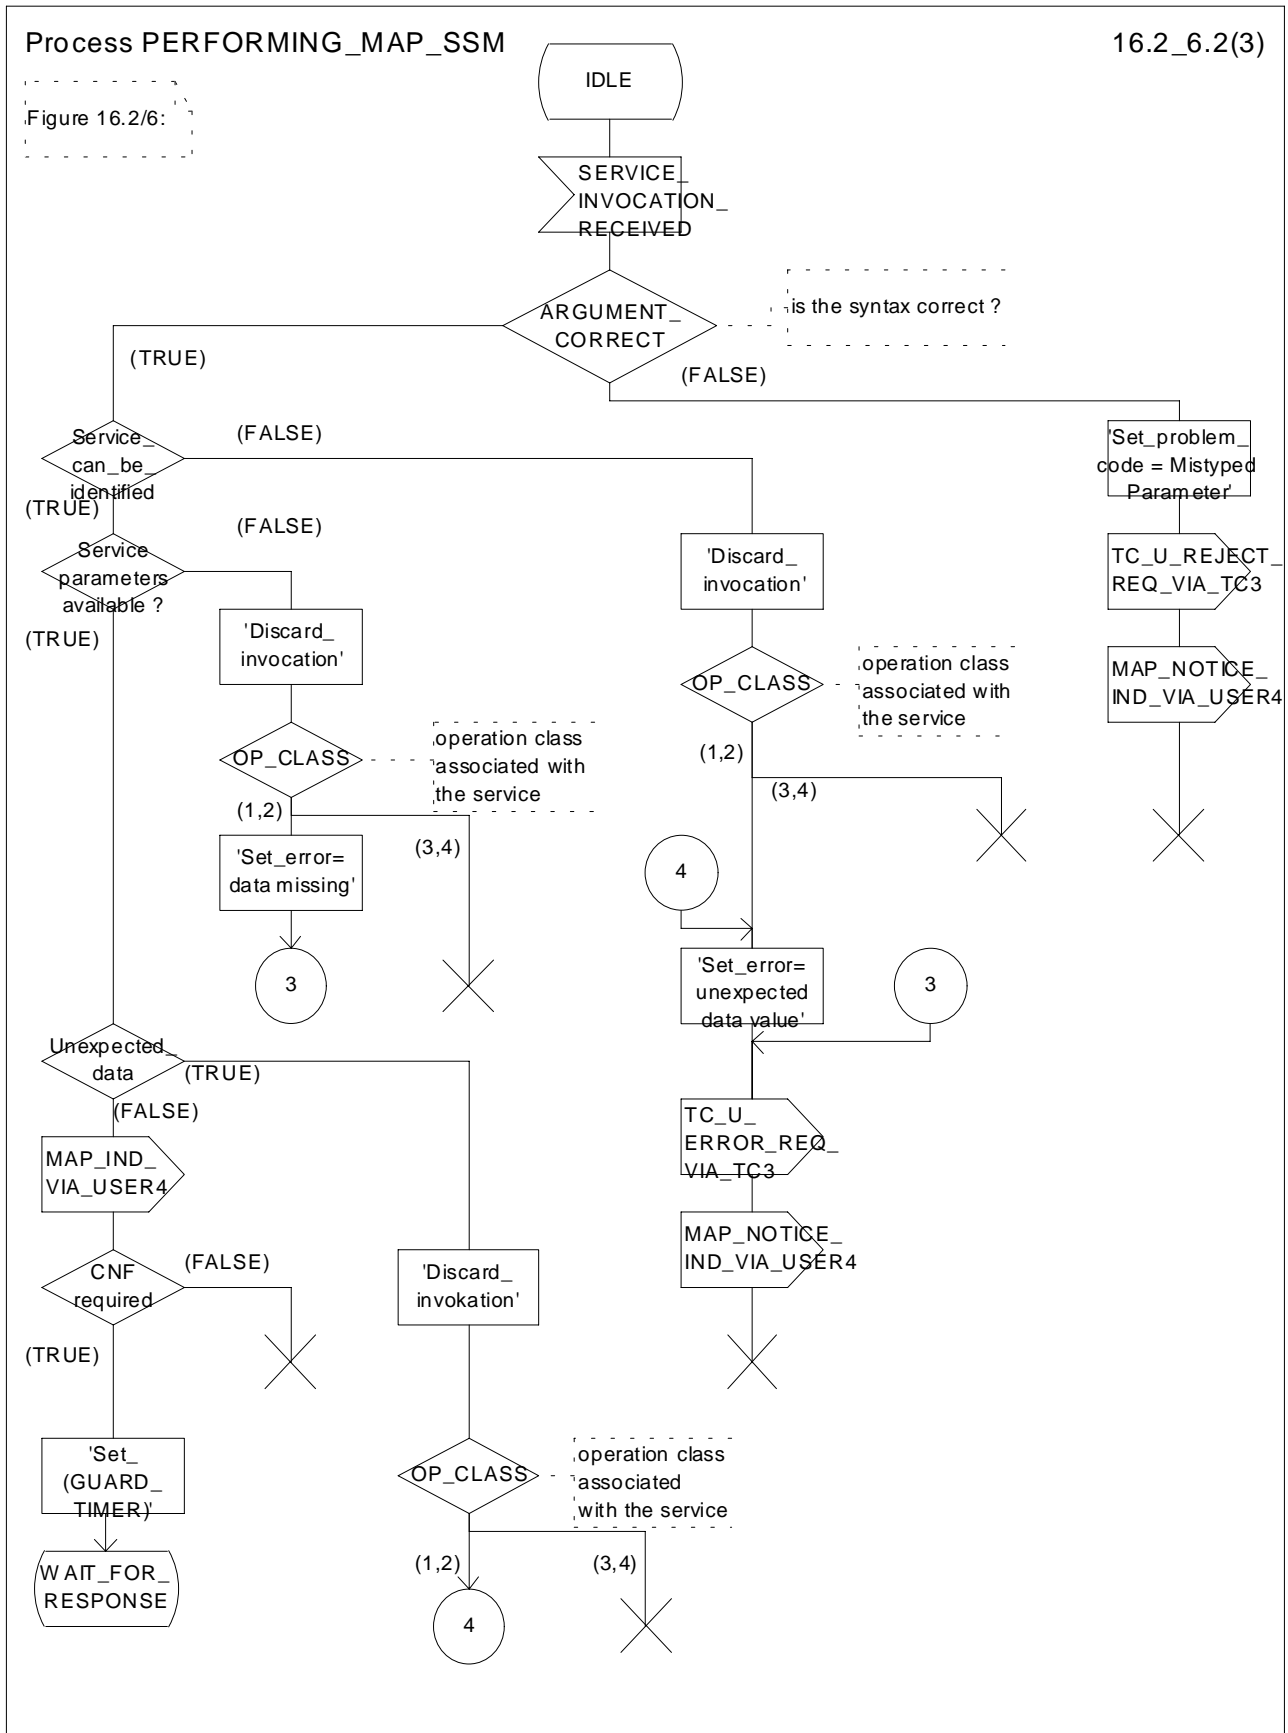 Process PERFORMING_MAP_SSM
16.2_6.2(3)
Figure 16.2/6:
IDLE
SERVICE_
INVOCATION_
RECEIVED
ARGUMENT_
CORRECT
is the syntax correct ?
(TRUE)
(FALSE)
Service_
can_be_
identified
(FALSE)
(TRUE)
'Set_problem_
code = Mistyped
Parameter'
Service
parameters
available ?
(FALSE)
(TRUE)
'Discard_
invocation'
TC_U_REJECT_
REQ_VIA_TC3
'Discard_
invocation'
OP_CLASS
operation class
associated with
the service
MAP_NOTICE_
IND_VIA_USER4
OP_CLASS
operation class
associated with
the service
(1,2)
(3,4)
(1,2)
(3,4)
'Set_error=
data missing'
4
3
'Set_error=
unexpected
data value'
3
Unexpected_
data
(TRUE)
(FALSE)
TC_U_
ERROR_REQ_
VIA_TC3
MAP_IND_
VIA_USER4
MAP_NOTICE_
IND_VIA_USER4
CNF
required
(FALSE)
(TRUE)
'Discard_
invokation'
'Set_
(GUARD_
TIMER)'
OP_CLASS
operation class
associated
with the service
(1,2)
(3,4)
WAIT_FOR_
RESPONSE
4